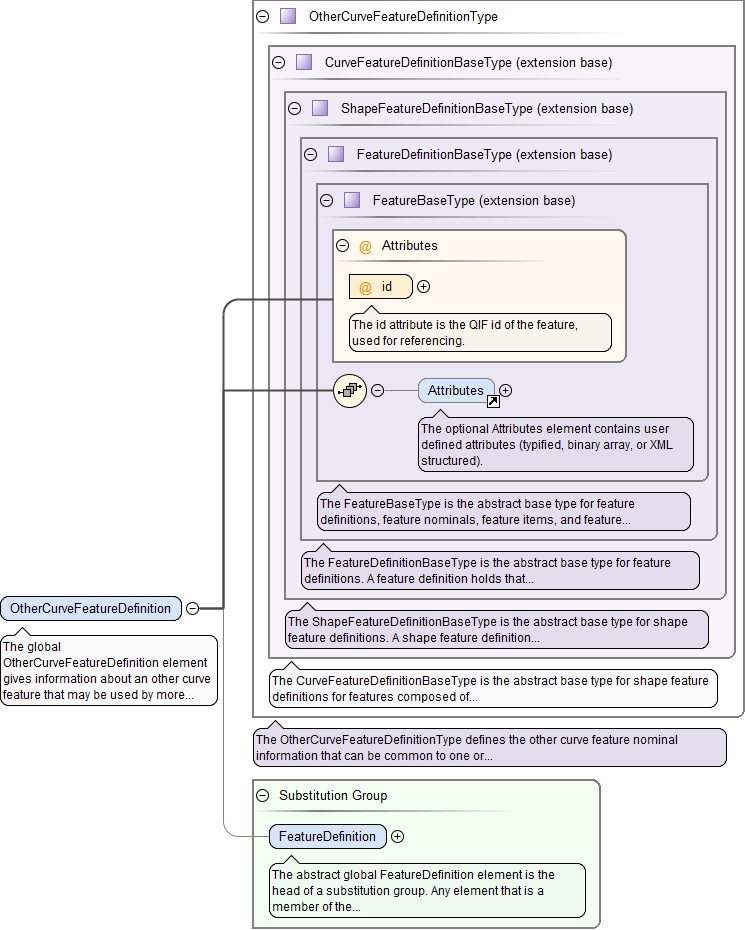 OtherCurveFeatureDefinitionType
CurveFeatureDefinitionBaseType (extension base)
ShapeFeatureDefinitionBaseType (extension base)
FeatureDefinitionBaseType (extension base)
FeatureBaseType (extension base)
@ Attributes
@ id
The id attribute is the QIF id of the feature,
used for referencing.
Attributes
The optional Attributes element contains user
defined attributes (typified, binary array, or XML
structured).
The FeatureBaseType is the abstract base type for feature
definitions, feature nominals, feature items, and feature...
The FeatureDefinitionBaseType is the abstract base type for feature
definitions. A feature definition holds that...
The ShapeFeatureDefinitionBaseType is the abstract base type for shape
feature definitions. A shape feature definition...
The CurveFeatureDefinitionBaseType is the abstract base type for shape feature
definitions for features composed of...
The OtherCurveFeatureDefinitionType defines the other curve feature nominal
information that can be common to one or...
OtherCurveFeatureDefinition
The global
OtherCurveFeatureDefinition element
gives information about an other curve
feature that may be used by more...
Substitution Group
FeatureDefinition
The abstract global FeatureDefinition element is the
head of a substitution group. Any element that is a
member of the...